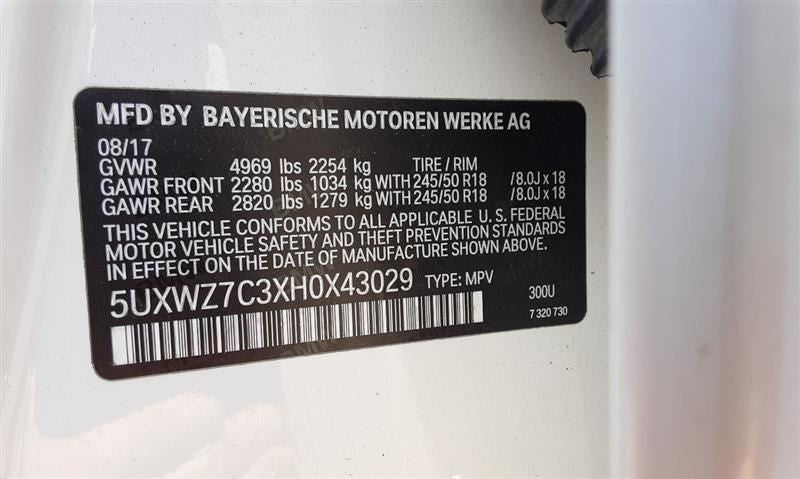 MFD BY BAYERISCHE MOTOREN WERKE AG
08/17
GVWR 4969 lbs 2254 kg TIRE / RIM
GAWR FRONT 2280 lbs 1034 kg WITH 245/50 R18 /8.0J x 18
GAWR REAR 2820 lbs 1279 kg WITH 245/50 R18 /8.0J x 18
THIS VEHICLE CONFORMS TO ALL APPLICABLE U. S. FEDERAL
MOTOR VEHICLE SAFETY AND THEFT PREVENTION STANDARDS
IN EFFECT ON THE DATE OF MANUFACTURE SHOWN ABOVE.
5UXWZ7C3XH0X43029 TYPE: MPV
300U
7 320 730